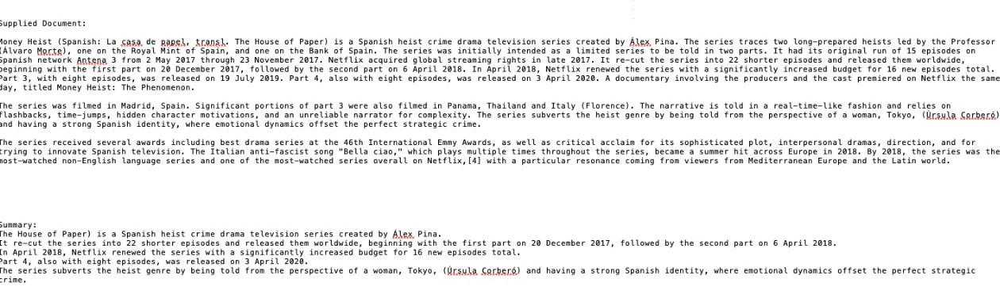 Supplied Document:
Money Heist (Spanish: La casa de papel, transl. The House of Paper) is a Spanish heist crime drama television series created by Álex Pina. The series traces two long-prepared heists led by the Professor
(Álvaro Morte), one on the Royal Mint of Spain, and one on the Bank of Spain. The series was initially intended as a limited series to be told in two parts. It had its original run of 15 episodes on
Spanish network Antena 3 from 2 May 2017 through 23 November 2017. Netflix acquired global streaming rights in late 2017. It re-cut the series into 22 shorter episodes and released them worldwide,
beginning with the first part on 20 December 2017, followed by the second part on 6 April 2018. In April 2018, Netflix renewed the series with a significantly increased budget for 16 new episodes total.
Part 3, with eight episodes, was released on 19 July 2019. Part 4, also with eight episodes, was released on 3 April 2020. A documentary involving the producers and the cast premiered on Netflix the same
day, titled Money Heist: The Phenomenon.
The series was filmed in Madrid, Spain. Significant portions of part 3 were also filmed in Panama, Thailand and Italy (Florence). The narrative is told in a real-time-like fashion and relies on
flashbacks, time-jumps, hidden character motivations, and an unreliable narrator for complexity. The series subverts the heist genre by being told from the perspective of a woman, Tokyo, (Úrsula Corberó)
and having a strong Spanish identity, where emotional dynamics offset the perfect strategic crime.
The series received several awards including best drama series at the 46th International Emmy Awards, as well as critical acclaim for its sophisticated plot, interpersonal dramas, direction, and for
trying to innovate Spanish television. The Italian anti-fascist song "Bella ciao," which plays multiple times throughout the series, became a summer hit across Europe in 2018. By 2018, the series was the
most-watched non-English language series and one of the most-watched series overall on Netflix,[4] with a particular resonance coming from viewers from Mediterranean Europe and the Latin world.
Summary:
The House of Paper) is a Spanish heist crime drama television series created by Álex Pina.
It re-cut the series into 22 shorter episodes and released them worldwide, beginning with the first part on 20 December 2017, followed by the second part on 6 April 2018.
In April 2018, Netflix renewed the series with a significantly increased budget for 16 new episodes total.
Part 4, also with eight episodes, was released on 3 April 2020.
The series subverts the heist genre by being told from the perspective of a woman, Tokyo, (Úrsula Corberó) and having a strong Spanish identity, where emotional dynamics offset the perfect strategic
crime.